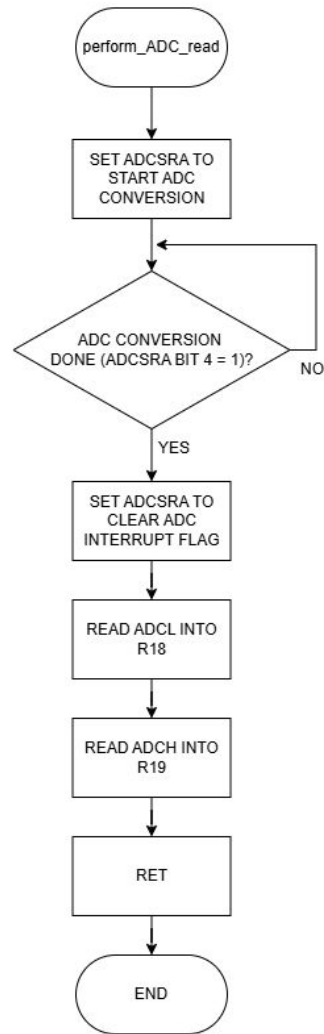 perform_ADC_read
SET ADCSRA TO
START ADC
CONVERSION
ADC CONVERSION
DONE (ADCSRA BIT 4 = 1)?
NO
YES
SET ADCSRA TO
CLEAR ADC
INTERRUPT FLAG
READ ADCL INTO
R18
READ ADCH INTO
R19
RET
END